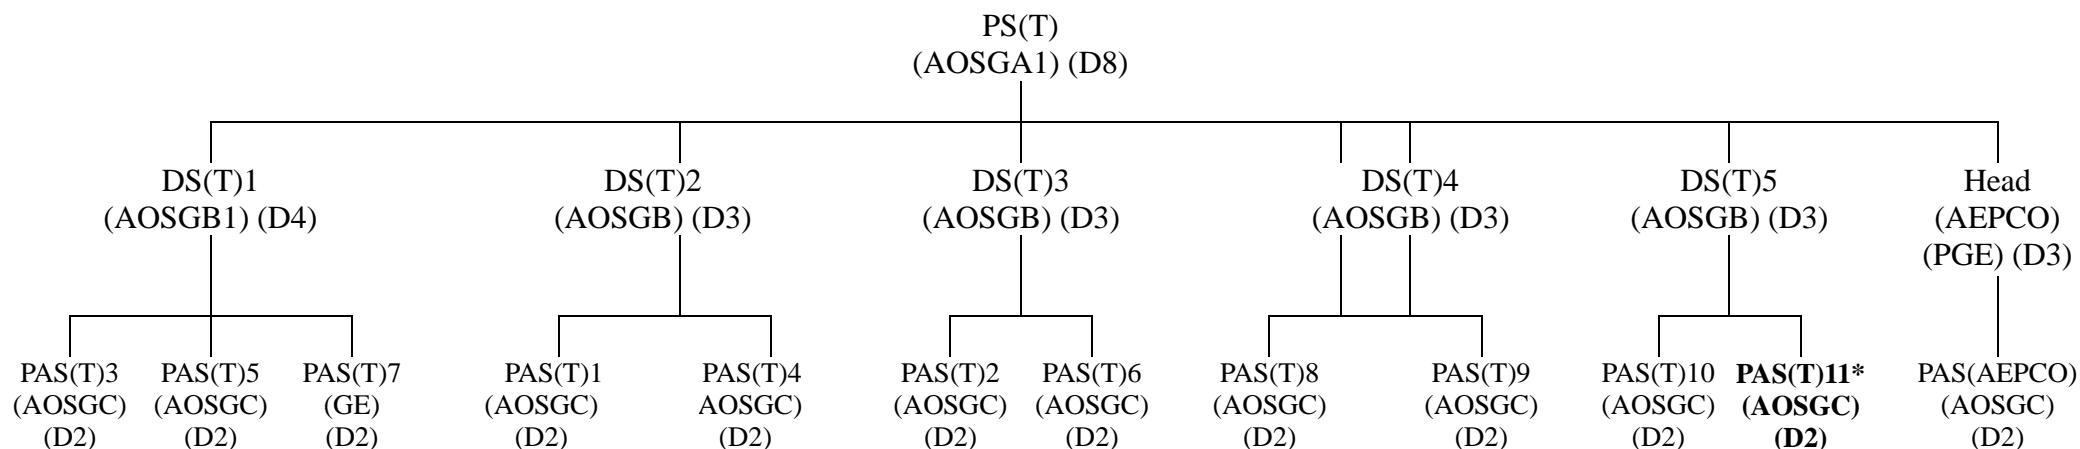 PS(T)
(AOSGA1) (D8)
DS(T)1
(AOSGB1) (D4)
DS(T)2
(AOSGB) (D3)
DS(T)3
(AOSGB) (D3)
DS(T)4
(AOSGB) (D3)
DS(T)5
(AOSGB) (D3)
Head
(AEPCO)
(PGE) (D3)
PAS(T)3
(AOSGC)
(D2)
PAS(T)5
(AOSGC)
(D2)
PAS(T)7
(GE)
(D2)
PAS(T)1
(AOSGC)
(D2)
PAS(T)4
AOSGC)
(D2)
PAS(T)2
(AOSGC)
(D2)
PAS(T)6
(AOSGC)
(D2)
PAS(T)8
(AOSGC)
(D2)
PAS(T)9
(AOSGC)
(D2)
PAS(T)10
(AOSGC)
(D2)
PAS(T)11*
(AOSGC)
(D2)
PAS(AEPCO)
(AOSGC)
(D2)